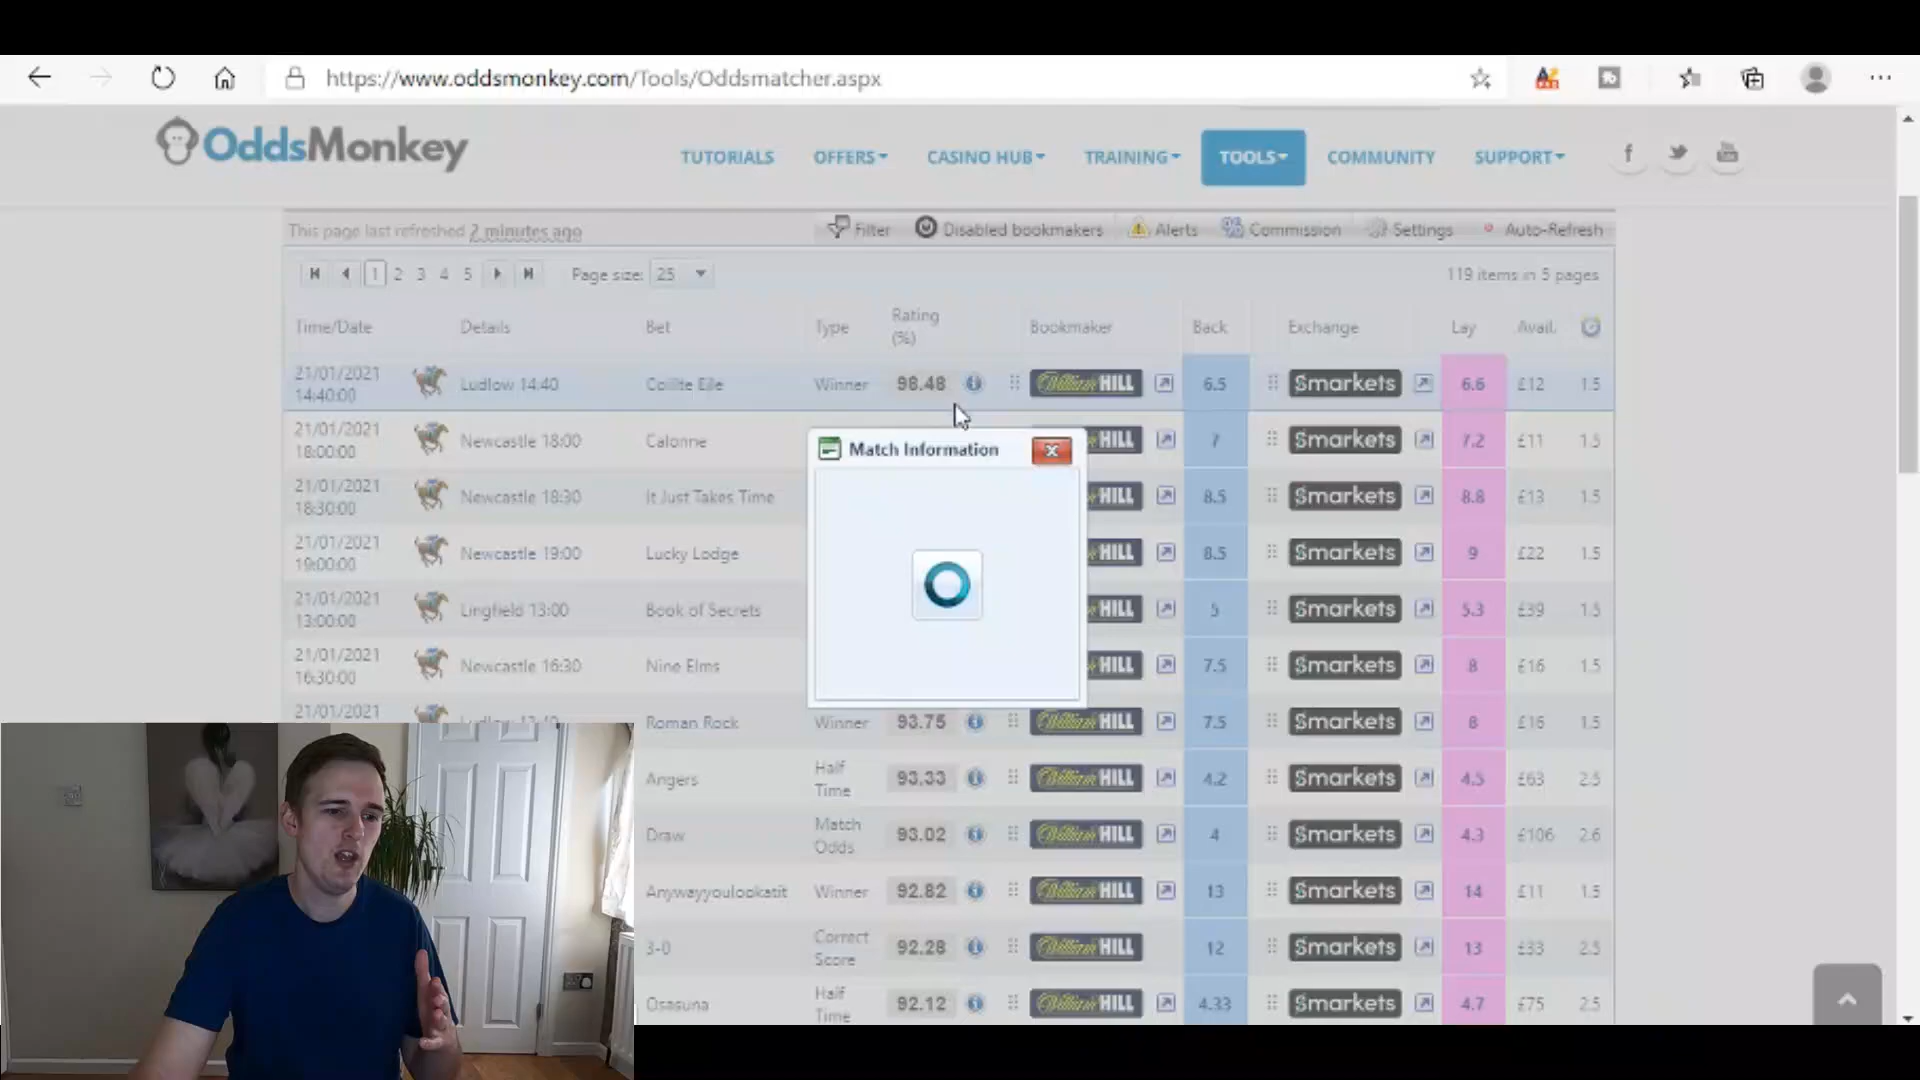 https://www.oddsmonkey.com/Tools/Oddsmatcher.aspx
OddsMonkey
TUTORIALS OFFERS CASINO HUB TRAINING TOOLS COMMUNITY SUPPORT
This page last refreshed 2 minutes ago Filter Disabled bookmakers Alerts Commission Settings Auto-Refresh
1 2 3 4 5 Page size: 25 119 items in 5 pages
Time/Date Details Bet Type Rating (%) Bookmaker Back Exchange Lay Avail.
21/01/2021 14:40:00 Ludlow 14:40 Winner 98.48 William HILL 6.5 Smarkets 6.6 £12 1.5
21/01/2021 18:00:00 Newcastle 18:00 Calonne HILL 7 Smarkets 7.2 £11 1.5
21/01/2021 18:30:00 Newcastle 18:30 It Just Takes Time HILL 8.5 Smarkets 8.8 £13 1.5
21/01/2021 19:00:00 Newcastle 19:00 Lucky Lodge HILL 8.5 Smarkets 9 £22 1.5
21/01/2021 13:00:00 Lingfield 13:00 Book of Secrets HILL 5 Smarkets 5.3 £39 1.5
21/01/2021 16:30:00 Newcastle 16:30 Nine Elms HILL 7.5 Smarkets 8 £16 1.5
21/01/2021 Roman Rock Winner 93.75 William HILL 7.5 Smarkets 8 £16 1.5
Angers Half Time 93.33 William HILL 4.2 Smarkets 4.5 £63 2.5
Draw Match Odds 93.02 William HILL 4 Smarkets 4.3 £106 2.6
Anywayyoulookasit Winner 92.82 William HILL 13 Smarkets 14 £11 1.5
3-0 Correct Score 92.28 William HILL 12 Smarkets 13 £33 2.5
Osasuna Half Time 92.12 William HILL 4.33 Smarkets 4.7 £75 2.5
Match Information